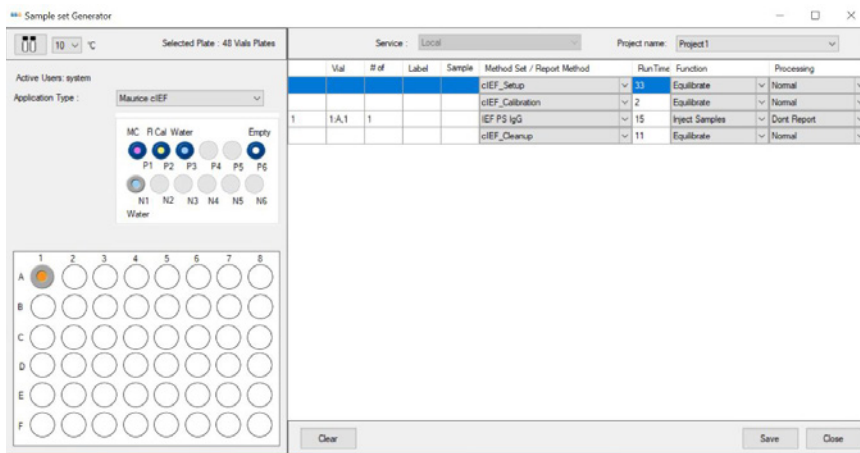 Sample set Generator
10 °C
Selected Plate : 48 Vials Plates
Service : Local
Project name: Project1
Active Users: system
Application Type : Maurice cIEF
MC Fl Cal Water Empty
P1 P2 P3 P4 P5 P6
N1 N2 N3 N4 N5 N6
Water
1 2 3 4 5 6 7 8
A
B
C
D
E
F
Vial # of Label Sample Method Set / Report Method RunTime Function Processing
cIEF_Setup 33 Equilibrate Normal
cIEF_Calibration 2 Equilibrate Normal
1 1:A,1 1 IEF PS IgG 15 Inject Samples Dont Report
cIEF_Cleanup 11 Equilibrate Normal
Clear Save Close